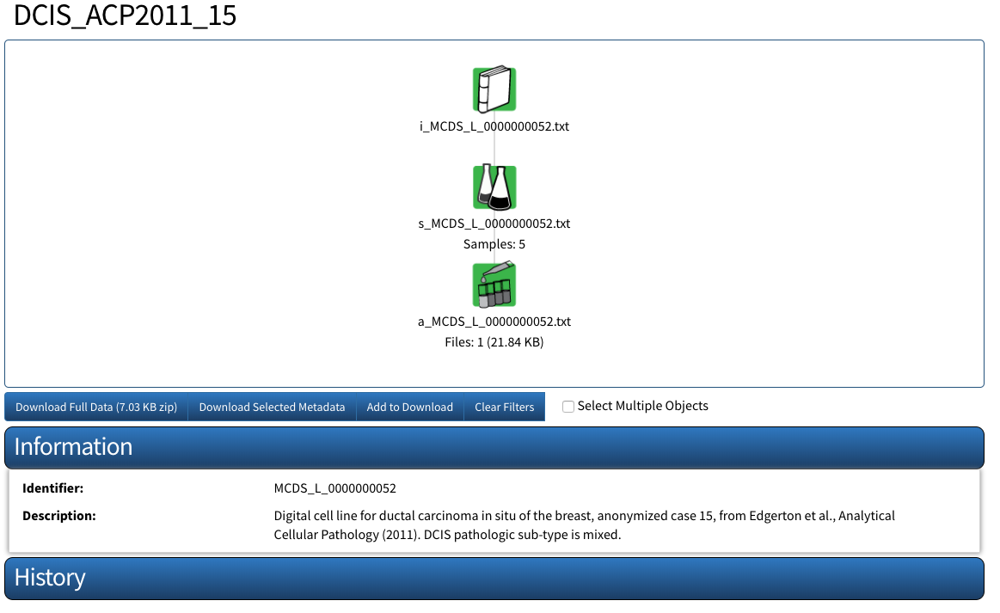 DCIS_ACP2011_15
i_MCDS_L_0000000052.txt
s_MCDS_L_0000000052.txt
Samples: 5
a_MCDS_L_0000000052.txt
Files: 1 (21.84 KB)
Download Full Data (7.03 KB zip) Download Selected Metadata Add to Download Clear Filters Select Multiple Objects
Information
Identifier: MCDS_L_0000000052
Description: Digital cell line for ductal carcinoma in situ of the breast, anonymized case 15, from Edgerton et al., Analytical
Cellular Pathology (2011). DCIS pathologic sub-type is mixed.
History